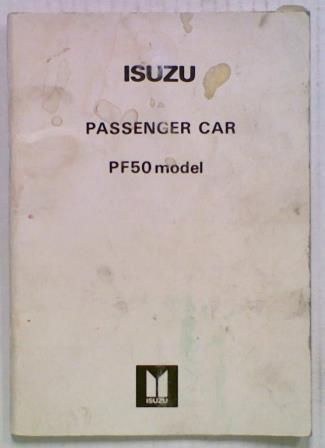 ISUZU
PASSENGER CAR
PF50 model
ISUZU